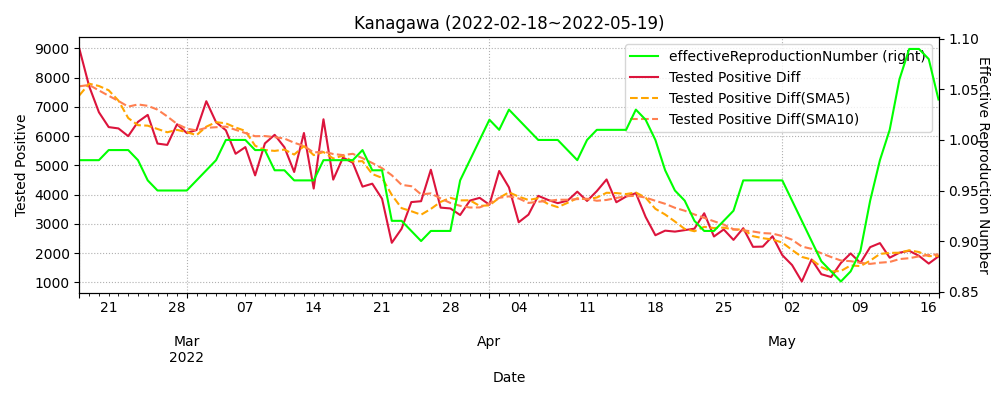 Kanagawa (2022-02-18~2022-05-19)
effectiveReproductionNumber (right)
Tested Positive Diff
Tested Positive Diff(SMA5)
Tested Positive Diff(SMA10)
Tested Positive
9000
8000
7000
6000
5000
4000
3000
2000
1000
1.10
1.05
1.00
0.95
0.90
0.85
Effective Reproduction Number
21 28 07 14 21 28 04 11 18 25 02 09 16
Mar Apr May
2022
Date